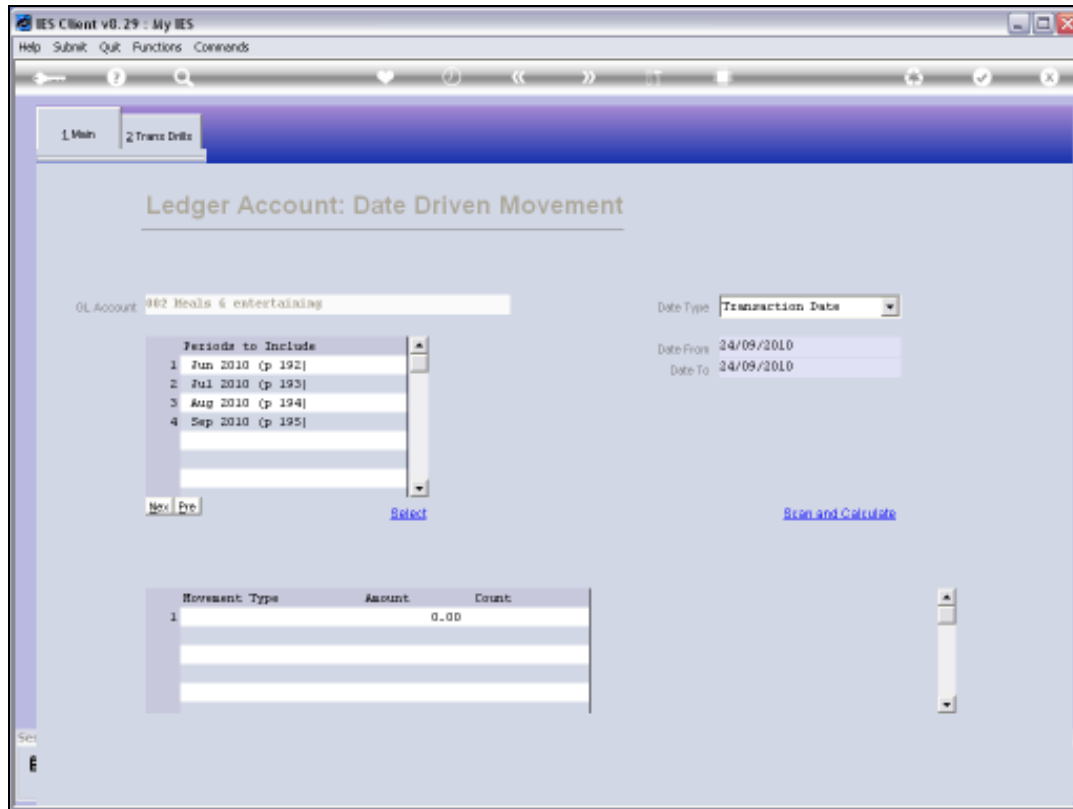 IES Client v8.29 : My IES
Help Submit Quit Functions Commands
1 Main 2 Trans Drills
Ledger Account: Date Driven Movement
GL Account 002 Meals & entertaining Date Type Transaction Date
Periods to Include
1 Jun 2010 (p 192)
2 Jul 2010 (p 193)
3 Aug 2010 (p 194)
4 Sep 2010 (p 195)
Date From 24/09/2010
Date To 24/09/2010
Nex Pre Select Scan and Calculate
Movement Type Amount Count
1 0.00